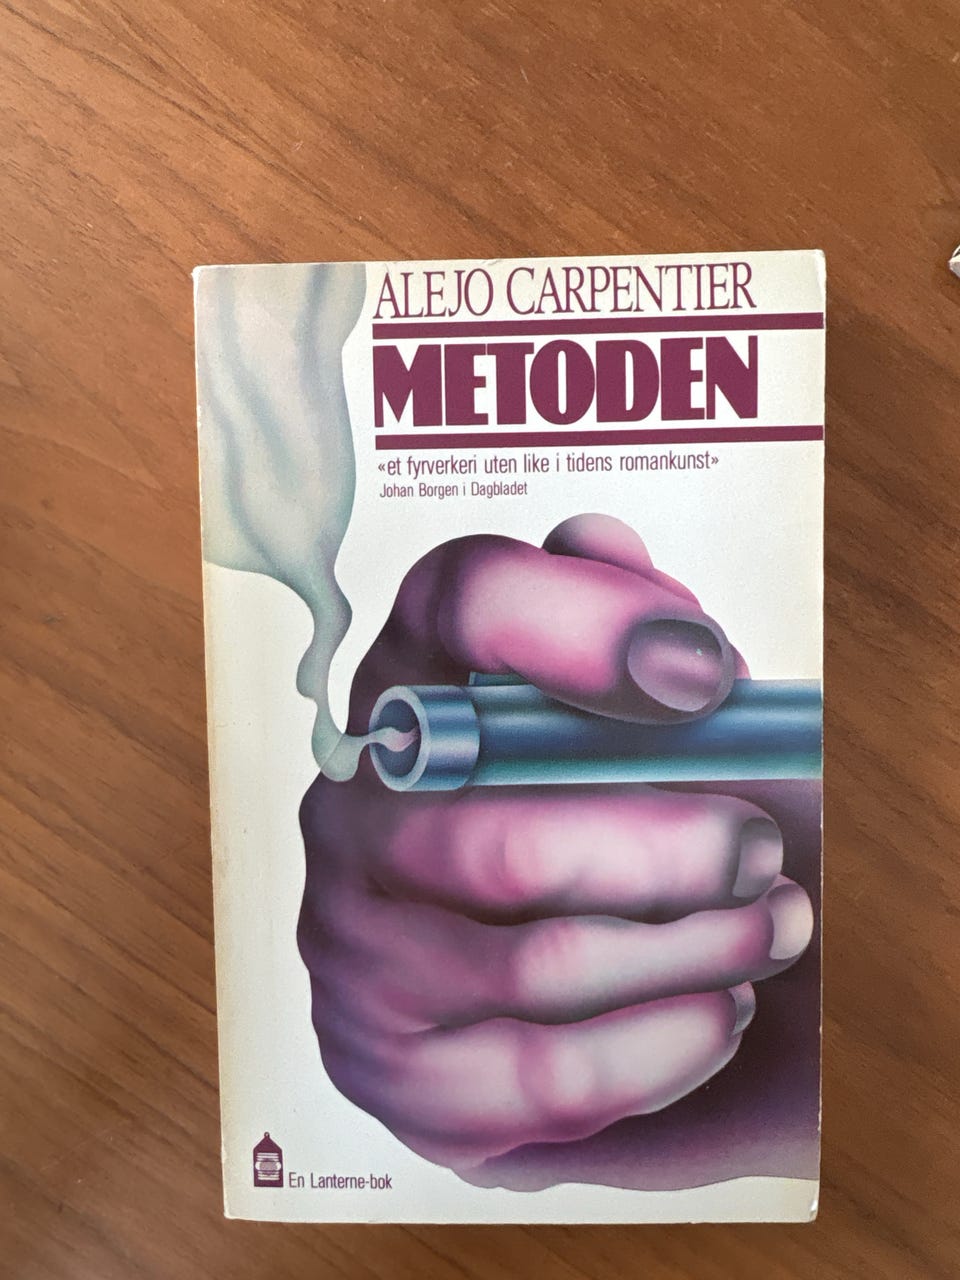 ALEJO CARPENTIER
METODEN
«et fyrverkeri uten like i tidens romankunst»
Johan Borgen i Dagbladet
En Lanterne-bok